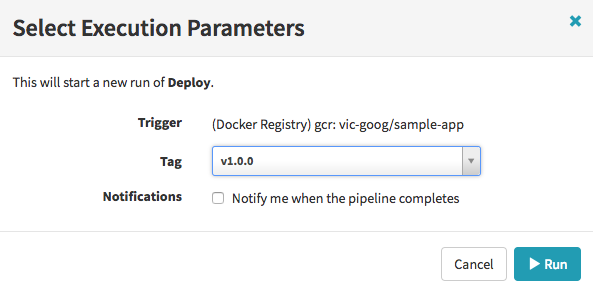 Select Execution Parameters
This will start a new run of Deploy.
Trigger (Docker Registry) gcr: vic-goog/sample-app
Tag v1.0.0
Notifications Notify me when the pipeline completes
Cancel Run